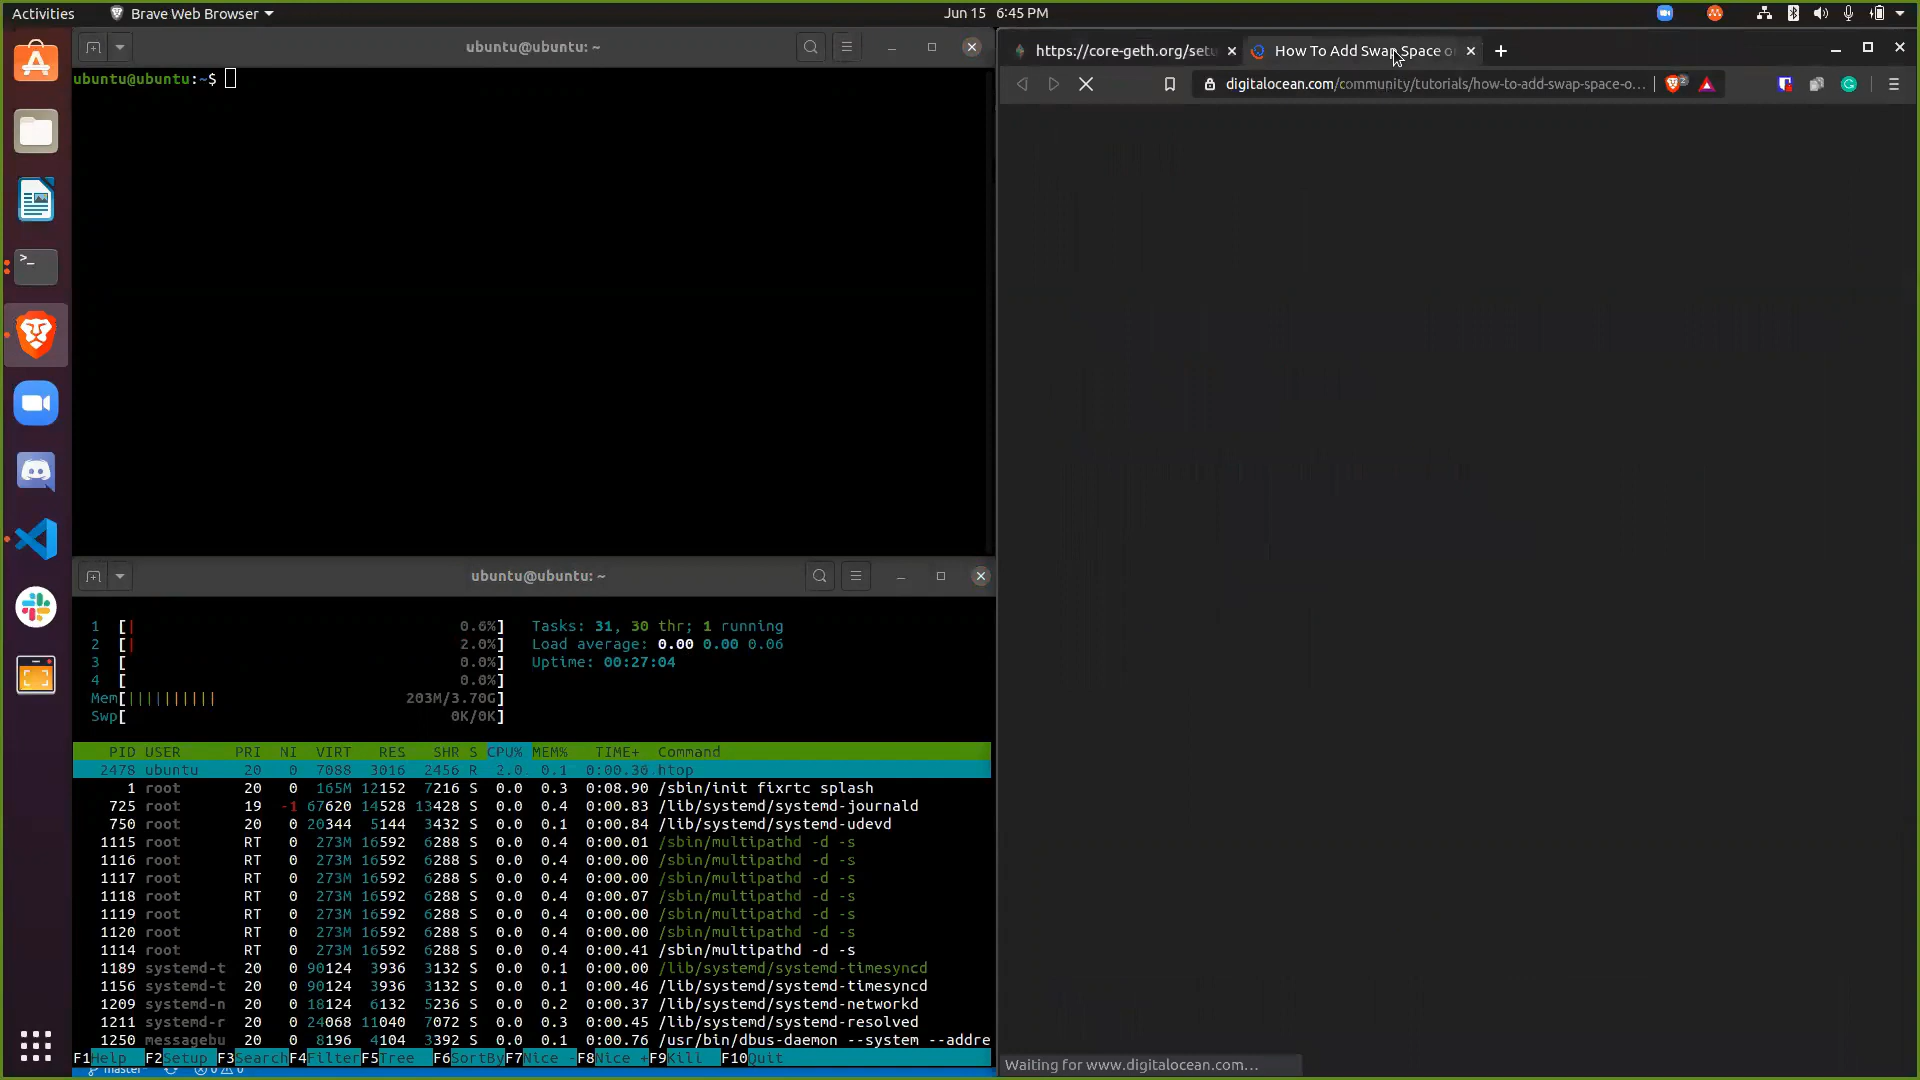 Activities Brave Web Browser Jun 15 6:45 PM
ubuntu@ubuntu: ~
ubuntu@ubuntu:~$
https://core-geth.org/setu
How To Add Swap Space o
digitalocean.com/community/tutorials/how-to-add-swap-space-o...
2
ubuntu@ubuntu: ~
1 [| 0.6%] Tasks: 31, 30 thr; 1 running
2 [| 2.0%] Load average: 0.00 0.00 0.06
3 [ 0.0%] Uptime: 00:27:04
4 [ 0.0%]
Mem[|||||||||| 203M/3.70G]
Swp[ 0K/0K]
PID USER PRI NI VIRT RES SHR S CPU% MEM% TIME+ Command
2478 ubuntu 20 0 7088 3016 2456 R 2.0 0.1 0:00.30 htop
1 root 20 0 165M 12152 7216 S 0.0 0.3 0:08.90 /sbin/init fixrtc splash
725 root 19 -1 67620 14528 13428 S 0.0 0.4 0:00.83 /lib/systemd/systemd-journald
750 root 20 0 20344 5144 3432 S 0.0 0.1 0:00.84 /lib/systemd/systemd-udevd
1115 root RT 0 273M 16592 6288 S 0.0 0.4 0:00.01 /sbin/multipathd -d -s
1116 root RT 0 273M 16592 6288 S 0.0 0.4 0:00.00 /sbin/multipathd -d -s
1117 root RT 0 273M 16592 6288 S 0.0 0.4 0:00.00 /sbin/multipathd -d -s
1118 root RT 0 273M 16592 6288 S 0.0 0.4 0:00.07 /sbin/multipathd -d -s
1119 root RT 0 273M 16592 6288 S 0.0 0.4 0:00.00 /sbin/multipathd -d -s
1120 root RT 0 273M 16592 6288 S 0.0 0.4 0:00.00 /sbin/multipathd -d -s
1114 root RT 0 273M 16592 6288 S 0.0 0.4 0:00.41 /sbin/multipathd -d -s
1189 systemd-t 20 0 90124 3936 3132 S 0.0 0.1 0:00.00 /lib/systemd/systemd-timesyncd
1156 systemd-t 20 0 90124 3936 3132 S 0.0 0.1 0:00.46 /lib/systemd/systemd-timesyncd
1209 systemd-n 20 0 18124 6132 5236 S 0.0 0.2 0:00.37 /lib/systemd/systemd-networkd
1211 systemd-r 20 0 24068 11040 7072 S 0.0 0.3 0:00.45 /lib/systemd/systemd-resolved
1250 messagebu 20 0 8196 4104 3392 S 0.0 0.1 0:00.76 /usr/bin/dbus-daemon --system --addre
F1Help F2Setup F3SearchF4FilterF5Tree F6SortByF7Nice -F8Nice +F9Kill F10Quit
master*
Waiting for www.digitalocean.com...